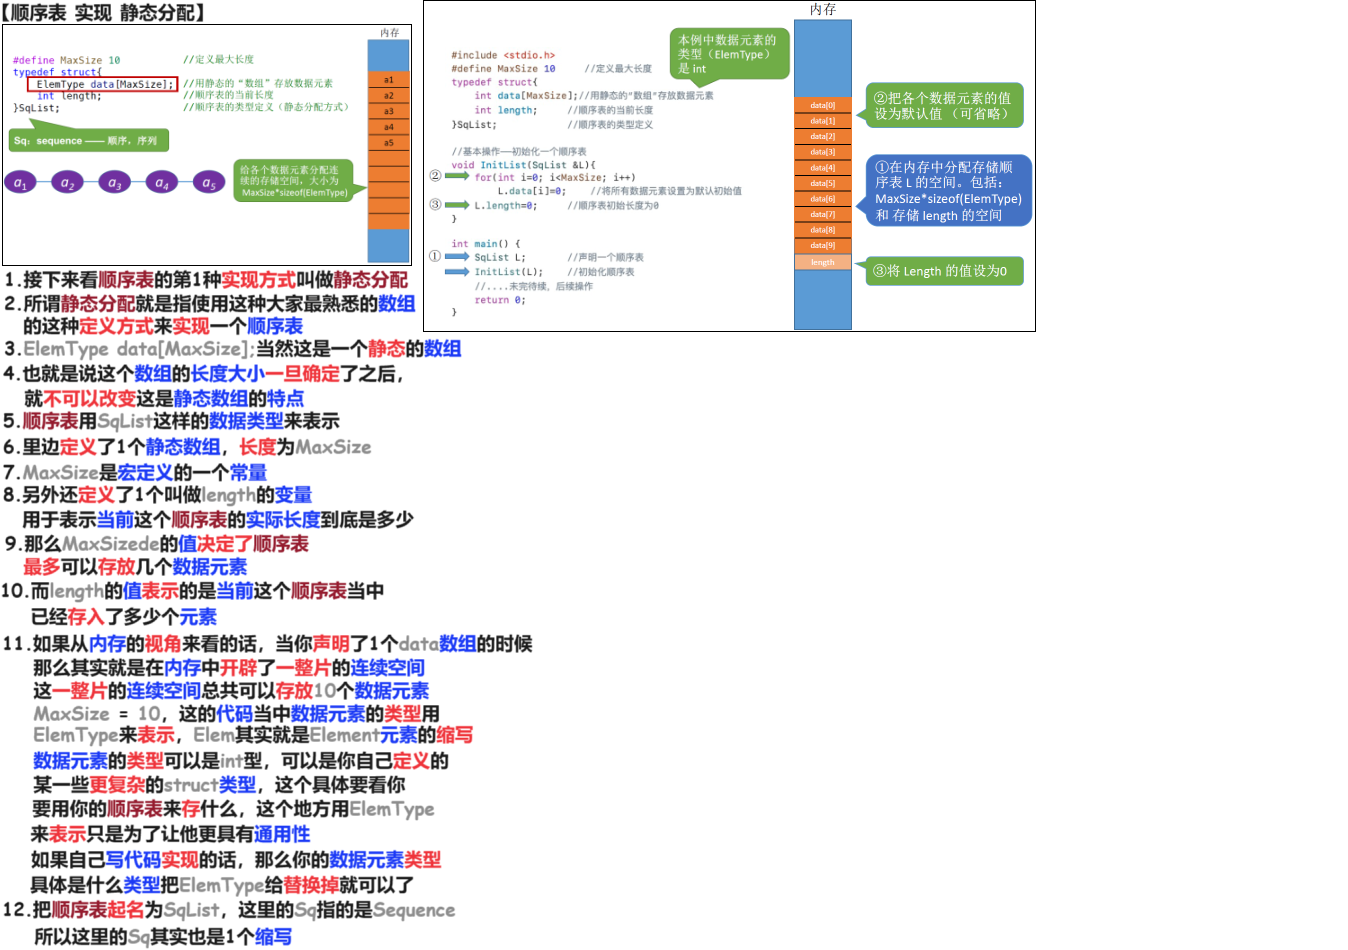 【顺序表 实现 静态分配】
内存
#define MaxSize 10 //定义最大长度
typedef struct{
ElemType data[MaxSize]; //用静态的“数组”存放数据元素
int length; //顺序表的当前长度
}SqList; //顺序表的类型定义（静态分配方式）
Sq：sequence —— 顺序，序列
a1
a2
a3
a4
a5
a1 a2 a3 a4 a5
给各个数据元素分配连
续的存储空间，大小为
MaxSize*sizeof(ElemType)
内存
本例中数据元素的
类型（ElemType）
是 int
#include <stdio.h>
#define MaxSize 10 //定义最大长度
typedef struct{
int data[MaxSize];//用静态的“数组”存放数据元素
int length; //顺序表的当前长度
}SqList; //顺序表的类型定义
//基本操作——初始化一个顺序表
void InitList(SqList &L){
② for(int i=0; i<MaxSize; i++)
L.data[i]=0; //将所有数据元素设置为默认初始值
③ L.length=0; //顺序表初始长度为0
}
int main() {
① SqList L; //声明一个顺序表
InitList(L); //初始化顺序表
//....未完待续，后续操作
return 0;
}
data[0]
data[1]
data[2]
data[3]
data[4]
data[5]
data[6]
data[7]
data[8]
data[9]
length
②把各个数据元素的值
设为默认值（可省略）
①在内存中分配存储顺
序表 L 的空间。包括：
MaxSize*sizeof(ElemType)
和 存储 length 的空间
③将 Length 的值设为0
1.接下来看顺序表的第1种实现方式叫做静态分配
2.所谓静态分配就是指使用这种大家最熟悉的数组
的这种定义方式来实现一个顺序表
3.ElemType data[MaxSize];当然这是一个静态的数组
4.也就是说这个数组的长度大小一旦确定了之后，
就不可以改变这是静态数组的特点
5.顺序表用SqList这样的数据类型来表示
6.里边定义了1个静态数组，长度为MaxSize
7.MaxSize是宏定义的一个常量
8.另外还定义了1个叫做length的变量
用于表示当前这个顺序表的实际长度到底是多少
9.那么MaxSizede的值决定了顺序表
最多可以存放几个数据元素
10.而length的值表示的是当前这个顺序表当中
已经存入了多少个元素
11.如果从内存的视角来看的话，当你声明了1个data数组的时候
那么其实就是在内存中开辟了一整片的连续空间
这一整片的连续空间总共可以存放10个数据元素
MaxSize = 10，这的代码当中数据元素的类型用
ElemType来表示，Elem其实就是Element元素的缩写
数据元素的类型可以是int型，可以是你自己定义的
某一些更复杂的struct类型，这个具体要看你
要用你的顺序表来存什么，这个地方用ElemType
来表示只是为了让他更具有通用性
如果自己写代码实现的话，那么你的数据元素类型
具体是什么类型把ElemType给替换掉就可以了
12.把顺序表起名为SqList，这里的Sq指的是Sequence
所以这里的Sq其实也是1个缩写